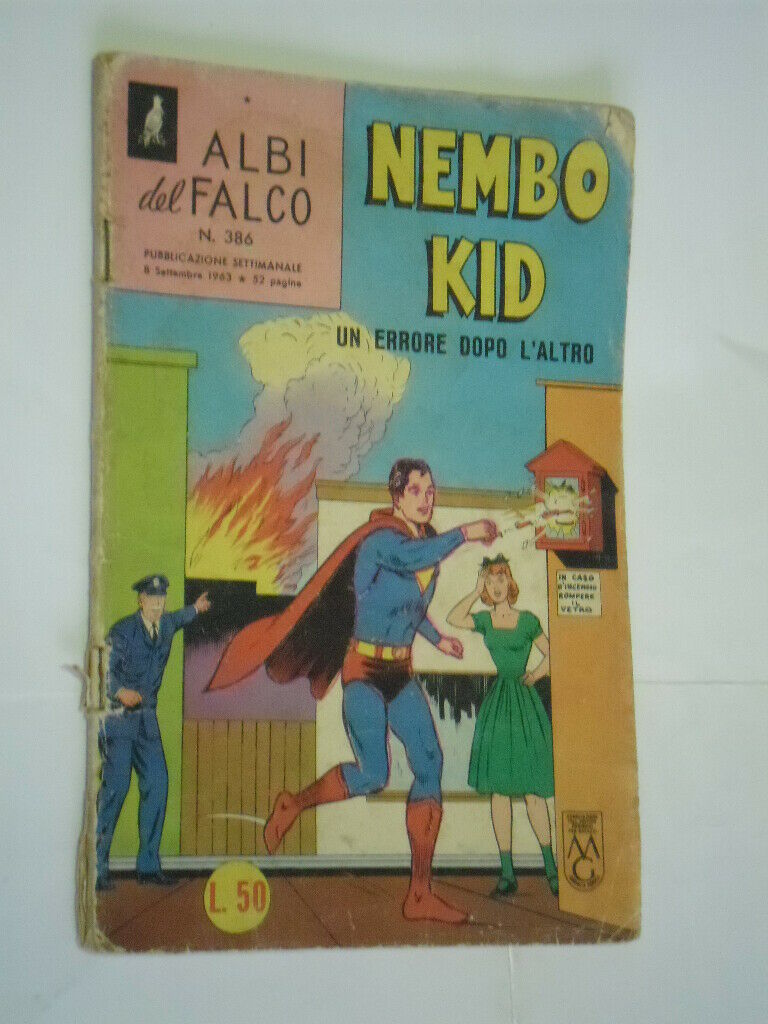 ALBI
del FALCO
N. 386
PUBBLICAZIONE SETTIMANALE
8 Settembre 1963 ★ 52 pagine
NEMBO
KID
UN ERRORE DOPO L'ALTRO
IN CASO
D'INCENDIO
ROMPERE
IL
VETRO
MG
L. 50